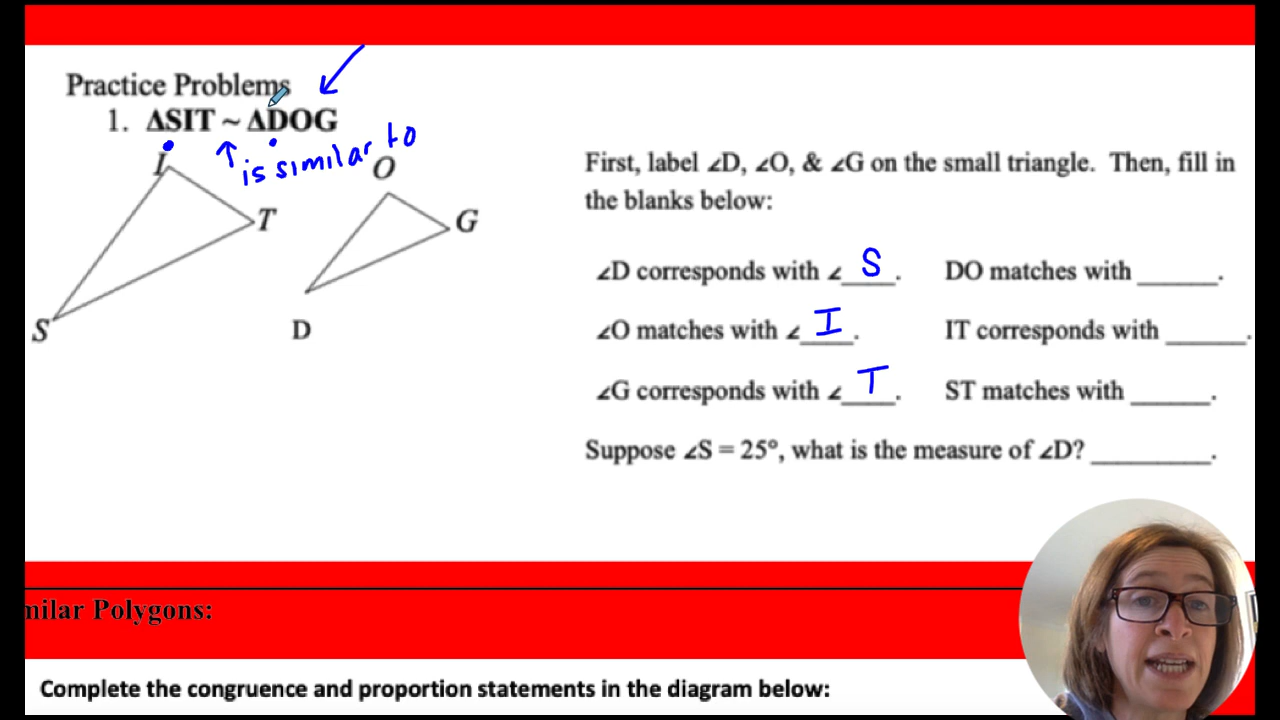 Practice Problems
1. ΔSIT ~ ΔDOG
is similar to
I
O
T
G
S
D
First, label ∠D, ∠O, & ∠G on the small triangle. Then, fill in
the blanks below:
∠D corresponds with ∠ S . DO matches with ______.
∠O matches with ∠ I . IT corresponds with ______.
∠G corresponds with ∠ T . ST matches with ______.
Suppose ∠S = 25°, what is the measure of ∠D? _________.
milar Polygons:
Complete the congruence and proportion statements in the diagram below: